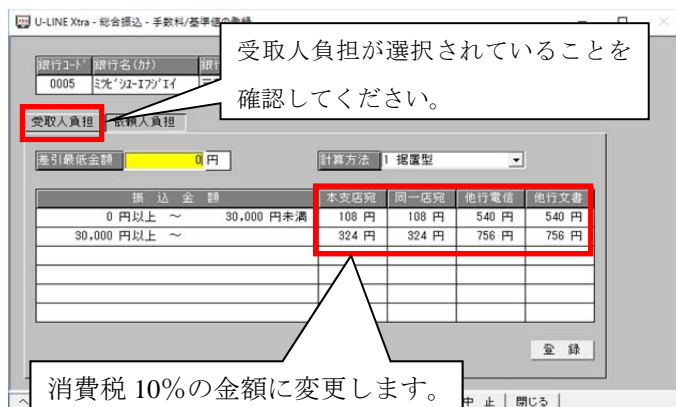 U-LINE Xtra - 総合振込 - 手数料/基準値の登録
受取人負担が選択されていることを
確認してください。
銀行コード 銀行名(カナ)
0005 ﾐﾂﾋﾞｼﾕ-ｴﾌｼﾞｴｲ
受取人負担 依頼人負担
差引最低金額 0 円 計算方法 1 据置型
振 込 金 額 本支店宛 同一店宛 他行電信 他行文書
0 円以上 ~ 30,000 円未満 108 円 108 円 540 円 540 円
30,000 円以上 ~ 324 円 324 円 756 円 756 円
登 録
消費税 10%の金額に変更します。
中 止 閉じる